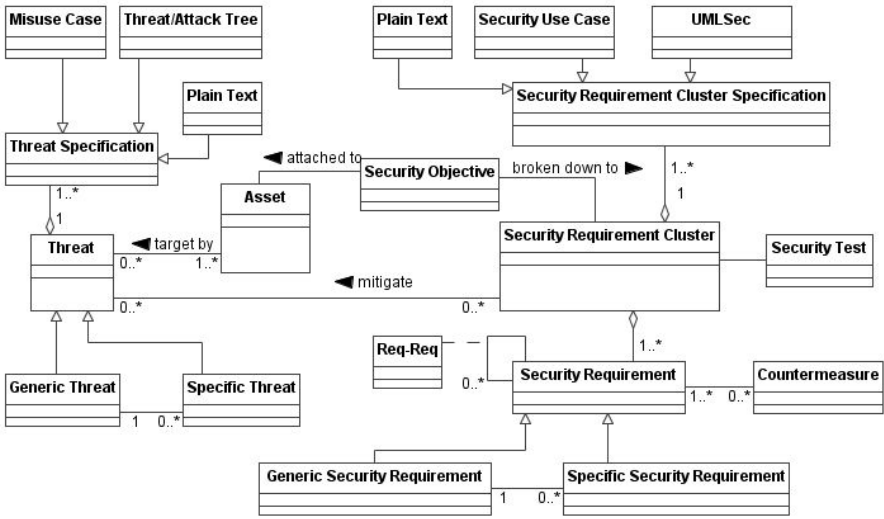 Misuse Case
Threat/Attack Tree
Plain Text
Security Use Case
UMLSec
Plain Text
Security Requirement Cluster Specification
Threat Specification
attached to
Security Objective
broken down to
1..*
1..*
1
Asset
1
Threat
target by
0..*
1..*
Security Requirement Cluster
Security Test
mitigate
0..*
0..*
Req-Req
1..*
0..*
Security Requirement
Countermeasure
1..*
0..*
Generic Threat
Specific Threat
1
0..*
Generic Security Requirement
Specific Security Requirement
1
0..*